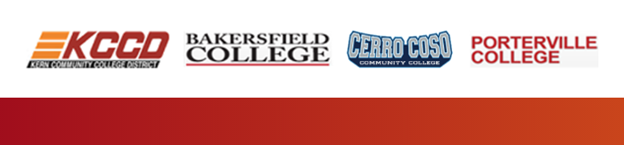 KCCD
KERN COMMUNITY COLLEGE DISTRICT
BAKERSFIELD
COLLEGE
CERRO COSO
COMMUNITY COLLEGE
PORTERVILLE
COLLEGE